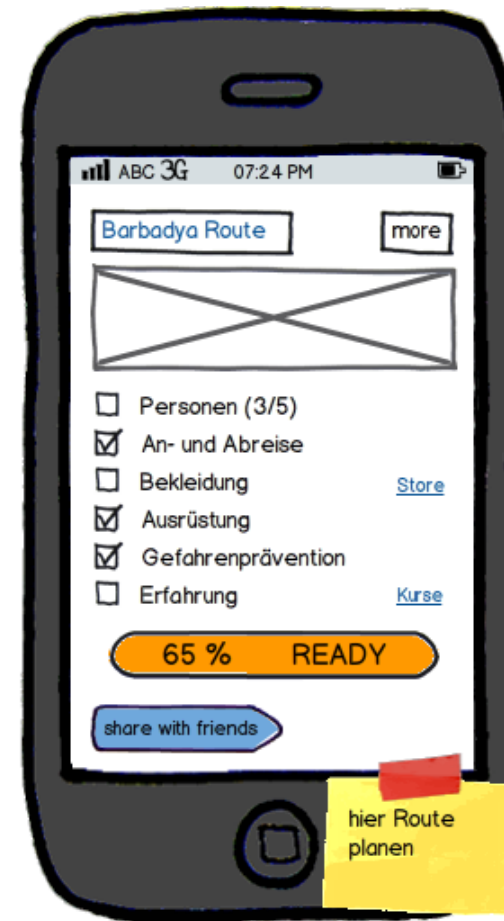 ABC 3G 07:24 PM
Barbadya Route more
Personen (3/5)
An- und Abreise
Bekleidung Store
Ausrüstung
Gefahrenprävention
Erfahrung Kurse
65 % READY
share with friends
hier Route
planen